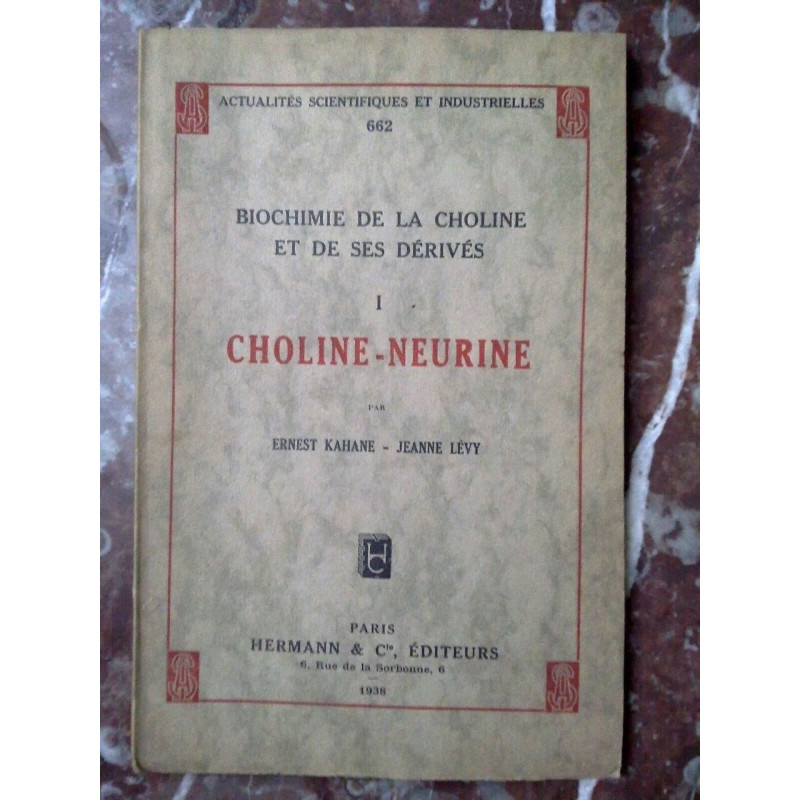 ACTUALITÉS SCIENTIFIQUES ET INDUSTRIELLES
662
BIOCHIMIE DE LA CHOLINE
ET DE SES DÉRIVÉS
I
CHOLINE-NEURINE
PAR
ERNEST KAHANE - JEANNE LÉVY
HC
PARIS
HERMANN & Cie, ÉDITEURS
6, Rue de la Sorbonne, 6
1938